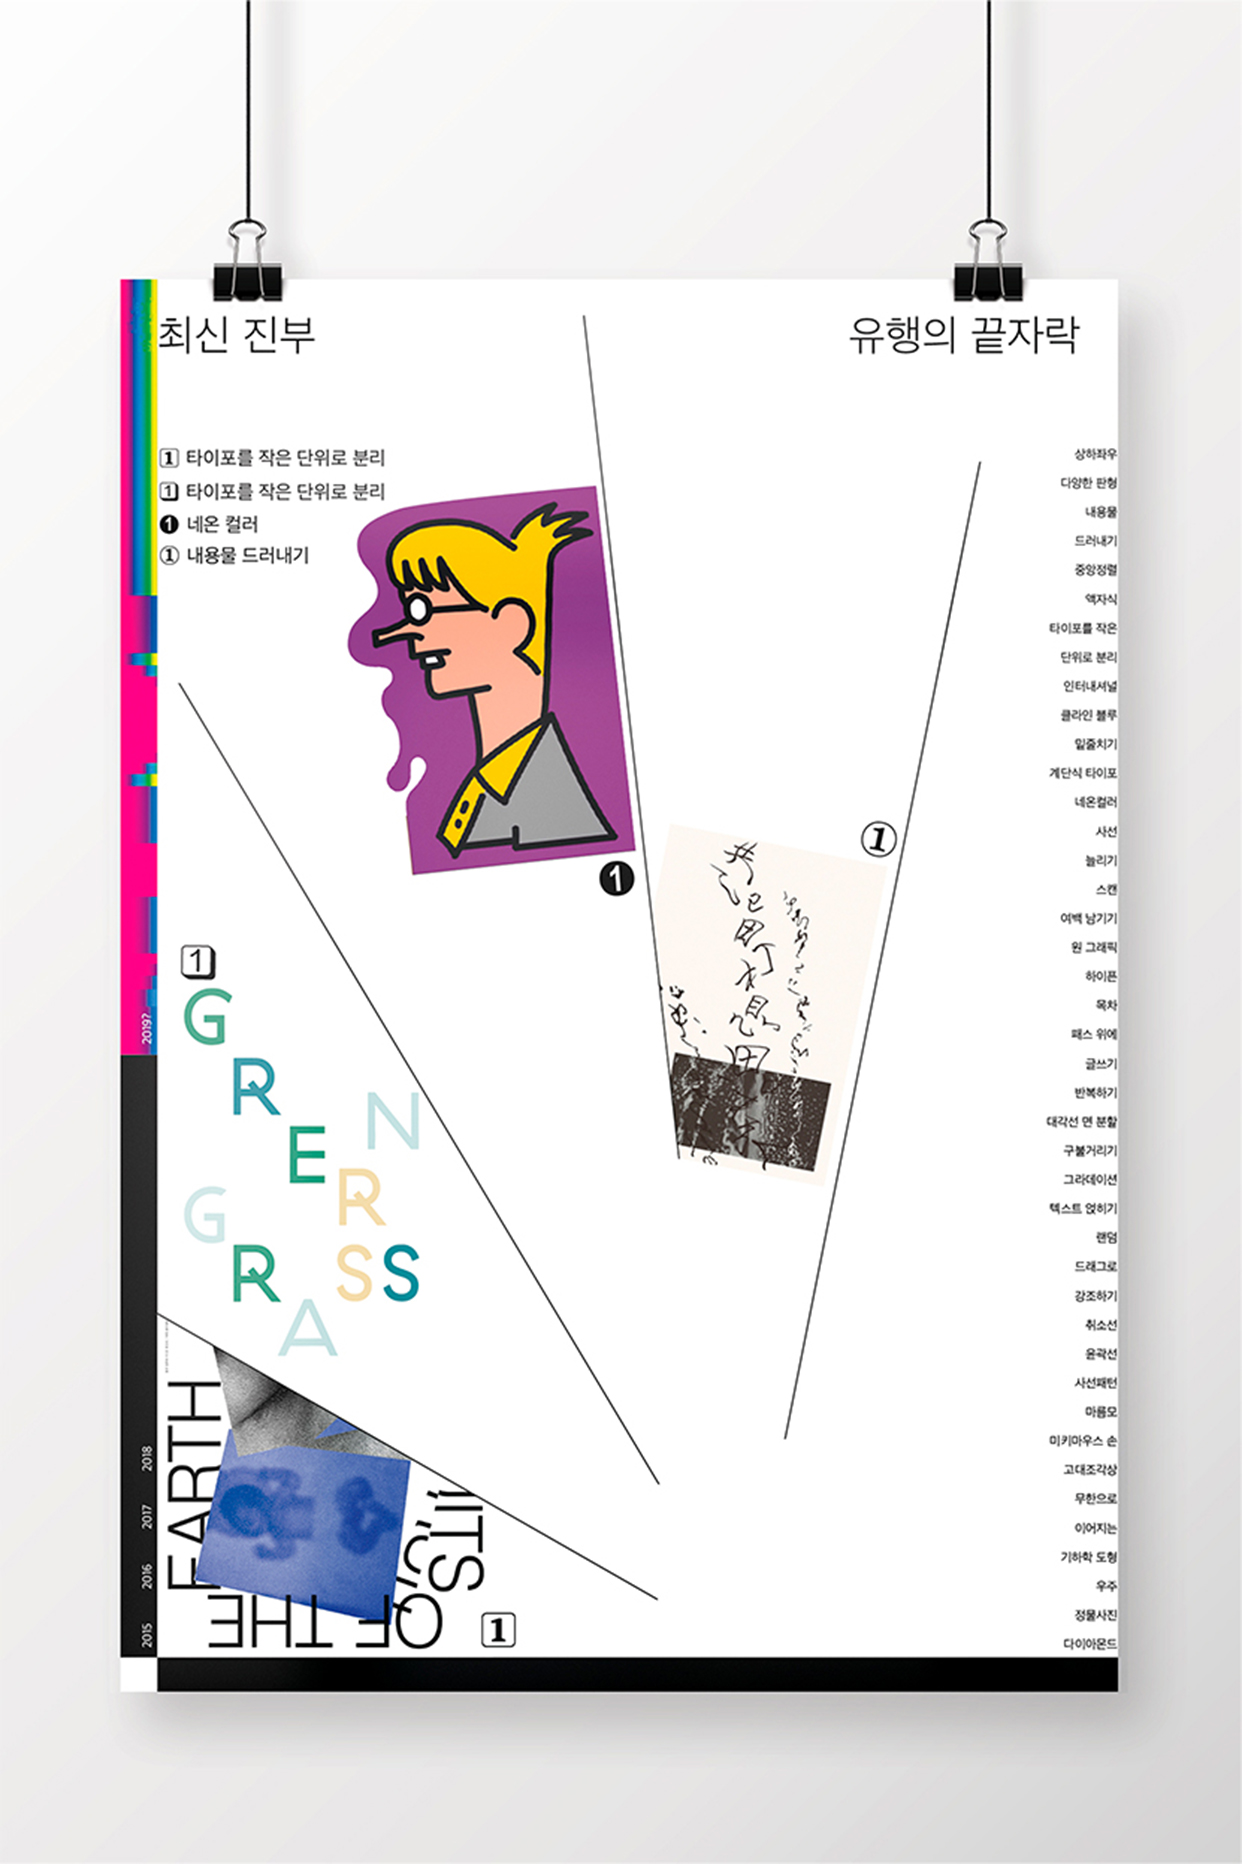 최신 진부
유행의 끝자락
1 타이포를 작은 단위로 분리
1 타이포를 작은 단위로 분리
1 네온 컬러
1 내용물 드러내기
상하좌우
다양한 판형
내용물
드러내기
중앙정렬
액자식
타이포를 작은
단위로 분리
인터내셔널
클라인 블루
밑줄치기
계단식 타이포
네온컬러
사선
늘리기
스캔
여백 남기기
원 그래픽
하이픈
목차
패스 위에
글쓰기
반복하기
대각선 면 분할
구불거리기
그라데이션
텍스트 얹히기
랜덤
드래그로
강조하기
취소선
윤곽선
사선패턴
마름모
미키마우스 손
고대조각상
무한으로
이어지는
기하학 도형
우주
정물사진
다이아몬드
1
1
1
GREEN
GRASS
EARTH
OF THE
1
2019?
2018
2017
2016
2015